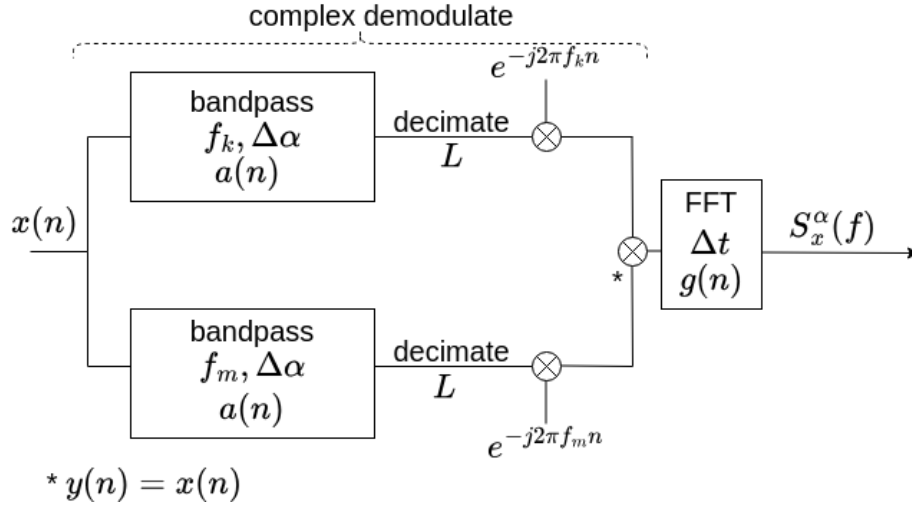 complex demodulate
bandpass
f_k, Δα
a(n)
decimate
L
e^{-j2πf_k n}
x(n)
FFT
Δt
g(n)
S_x^α(f)
*
bandpass
f_m, Δα
a(n)
decimate
L
e^{-j2πf_m n}
* y(n) = x(n)